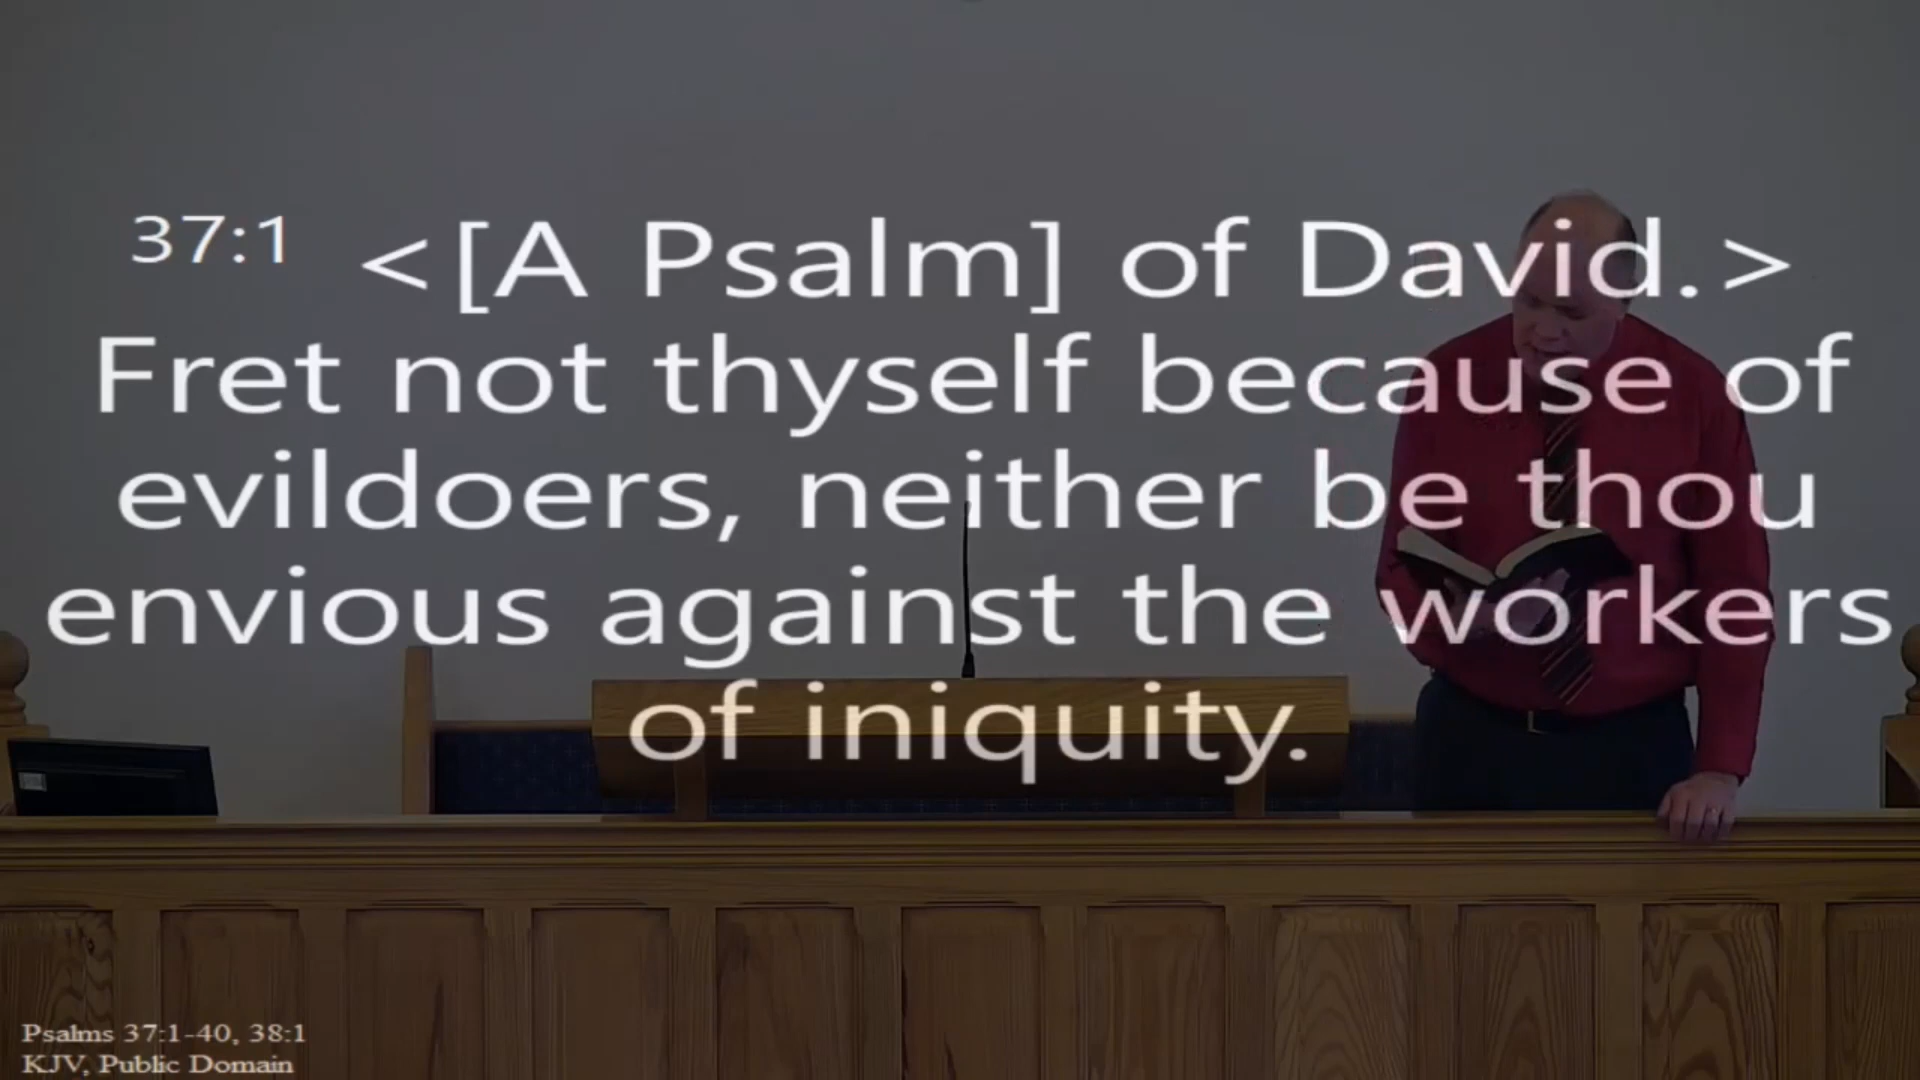 37:1 <[A Psalm] of David.>
Fret not thyself because of
evildoers, neither be thou
envious against the workers
of iniquity.
Psalms 37:1-40, 38:1
KJV, Public Domain